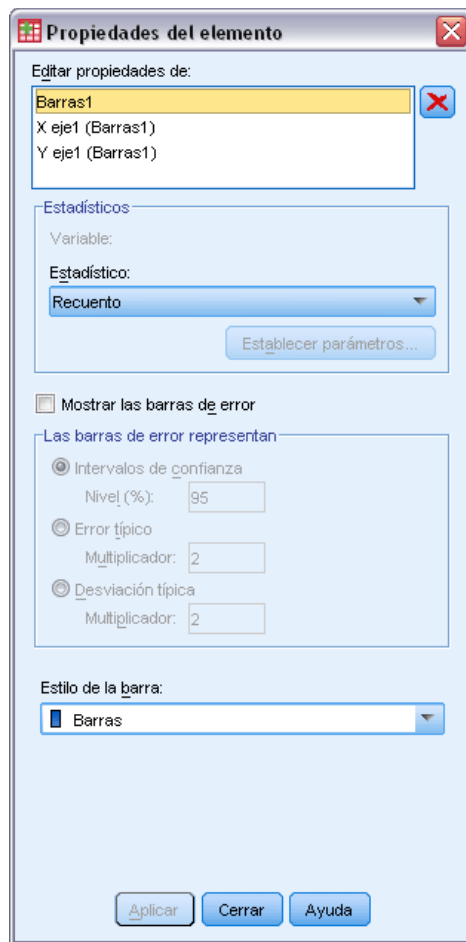 Propiedades del elemento
Editar propiedades de:
Barras1
X eje1 (Barras1)
Y eje1 (Barras1)
Estadísticos
Variable:
Estadístico:
Recuento
Establecer parámetros...
Mostrar las barras de error
Las barras de error representan
Intervalos de confianza
Nivel (%): 95
Error típico
Multiplicador: 2
Desviación típica
Multiplicador: 2
Estilo de la barra:
Barras
Aplicar Cerrar Ayuda